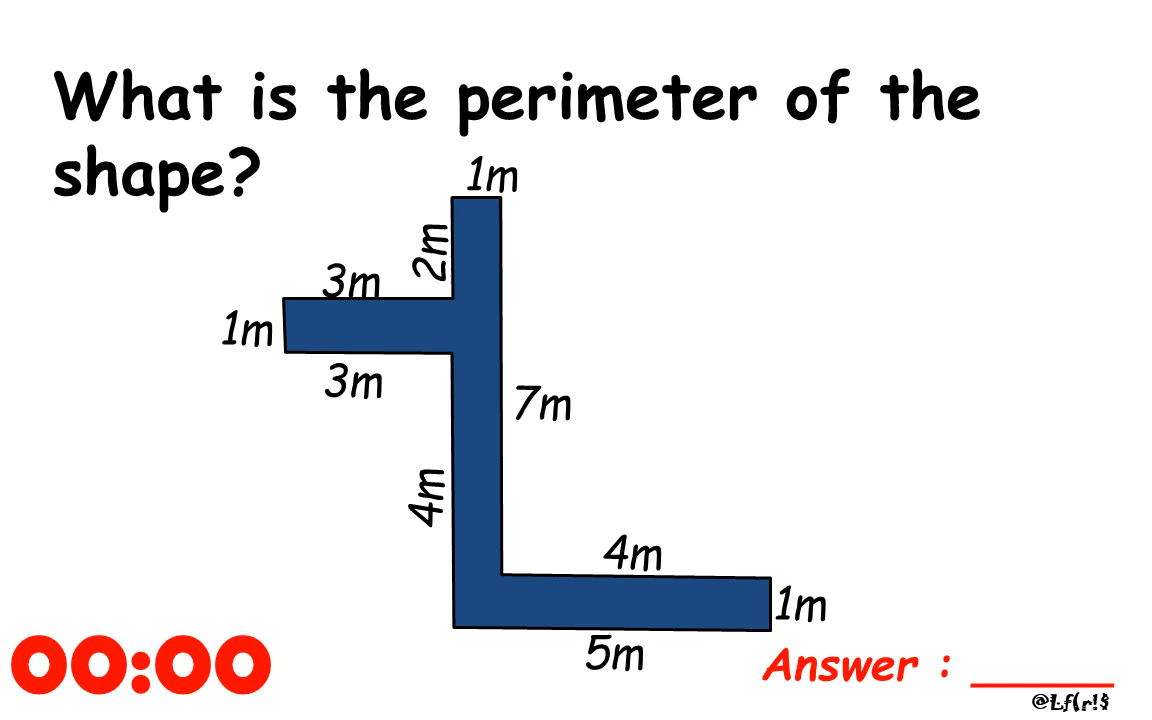 What is the perimeter of the
shape?
1m
2m
3m
1m
3m
7m
4m
4m
1m
5m
00:00
Answer : ______